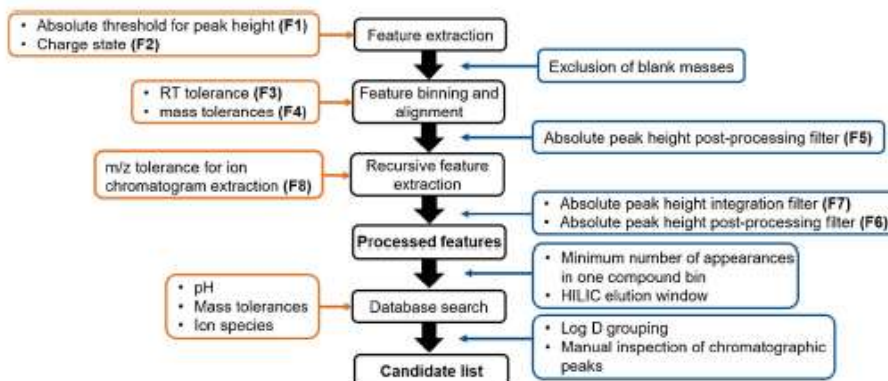 • Absolute threshold for peak height (F1)
• Charge state (F2)
Feature extraction
Exclusion of blank masses
• RT tolerance (F3)
• mass tolerances (F4)
Feature binning and
alignment
Absolute peak height post-processing filter (F5)
m/z tolerance for ion
chromatogram extraction (F8)
Recursive feature
extraction
• Absolute peak height integration filter (F7)
• Absolute peak height post-processing filter (F6)
Processed features
• Minimum number of appearances
in one compound bin
• HILIC elution window
• pH
• Mass tolerances
• Ion species
Database search
• Log D grouping
• Manual inspection of chromatographic
peaks
Candidate list